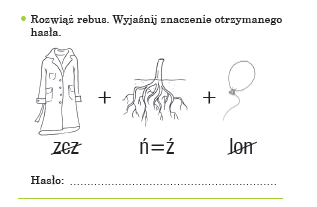 Rozwiąż rebus. Wyjaśnij znaczenie otrzymanego
hasła.
+ +
zcz ń=ź lon
Hasło: ..........................................................